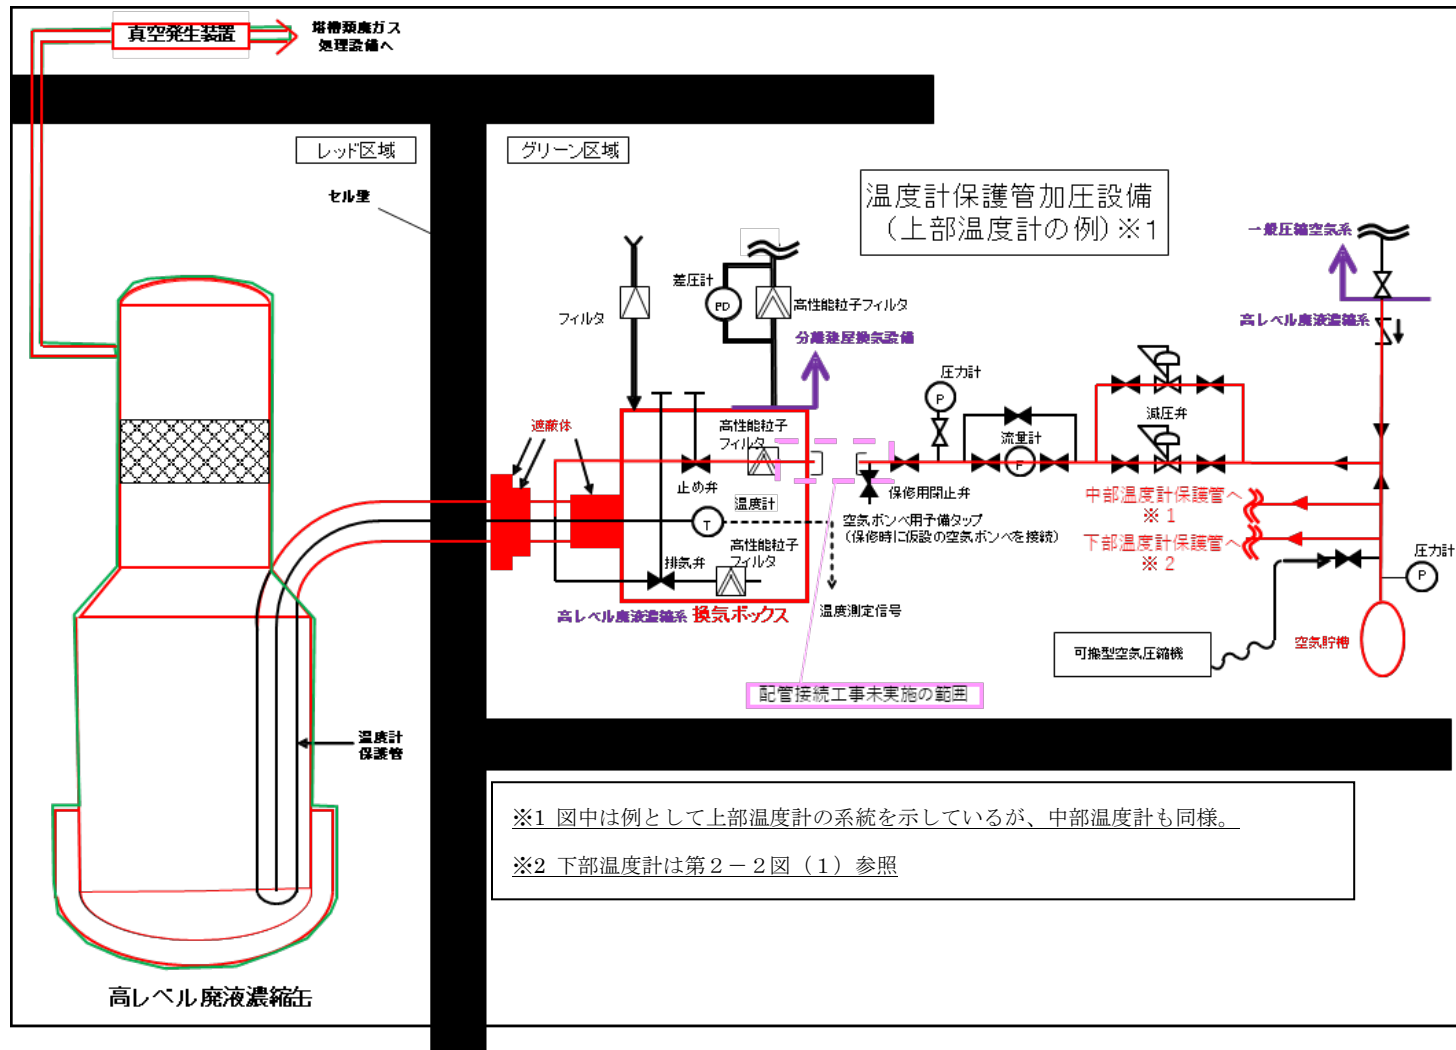 真空発生装置
塔槽類廃ガス
処理設備へ
レッド区域
グリーン区域
セル壁
温度計保護管加圧設備
（上部温度計の例）※1
一般圧縮空気系
高レベル廃液濃縮系
差圧計
PD
フィルタ
高性能粒子フィルタ
分離建屋換気設備
圧力計
P
流量計
F
減圧弁
遮蔽体
高性能粒子
フィルタ
止め弁
温度計
T
保修用閉止弁
空気ボンベ用予備タップ
（保修時に仮設の空気ボンベを接続）
中部温度計保護管へ
※1
下部温度計保護管へ
※2
圧力計
P
高性能粒子
フィルタ
排気弁
高レベル廃液濃縮系
換気ボックス
温度測定信号
可搬型空気圧縮機
空気貯槽
配管接続工事未実施の範囲
温度計
保護管
※1 図中は例として上部温度計の系統を示しているが、中部温度計も同様。
※2 下部温度計は第２－２図（１）参照
高レベル廃液濃縮缶